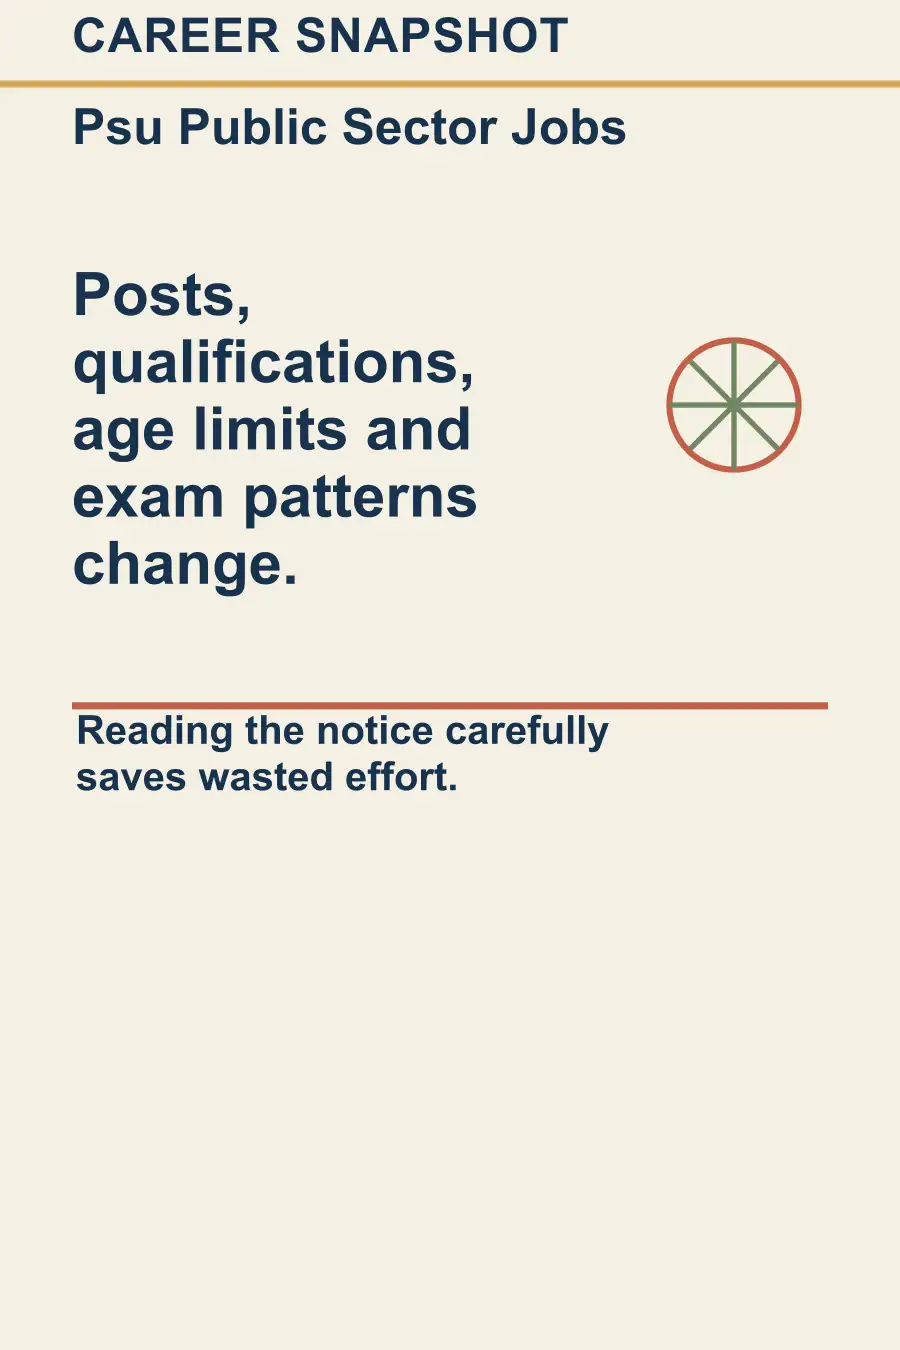 CAREER SNAPSHOT
Psu Public Sector Jobs
Posts,
qualifications,
age limits and
exam patterns
change.
Reading the notice carefully
saves wasted effort.